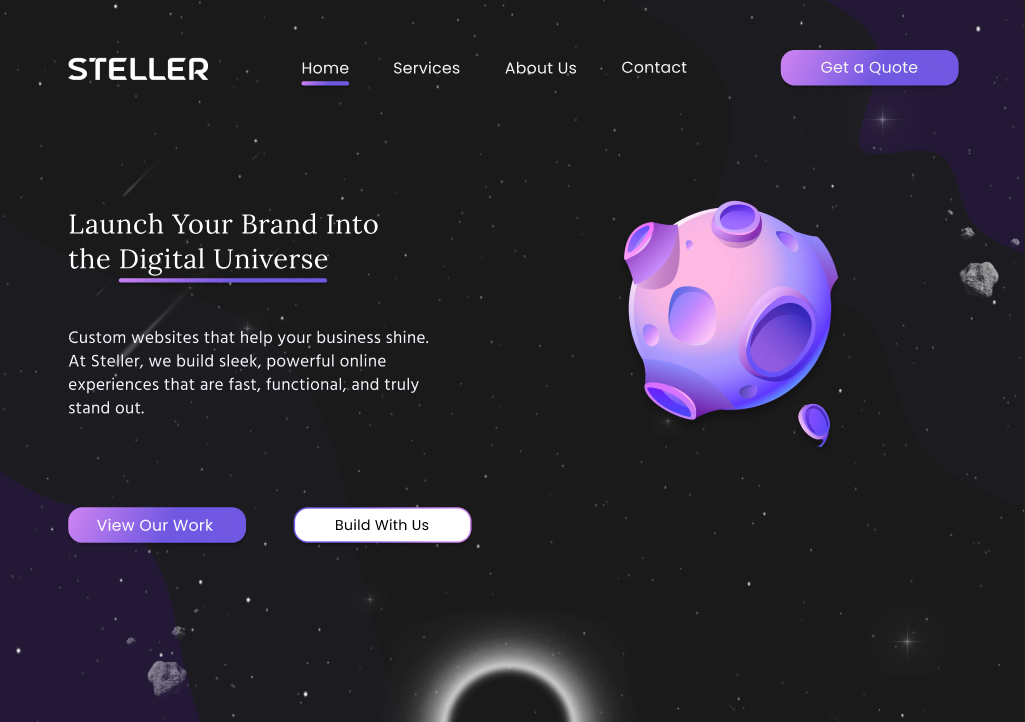 STELLER
Home
Services
About Us
Contact
Get a Quote
Launch Your Brand Into
the Digital Universe
Custom websites that help your business shine.
At Steller, we build sleek, powerful online
experiences that are fast, functional, and truly
stand out.
View Our Work
Build With Us